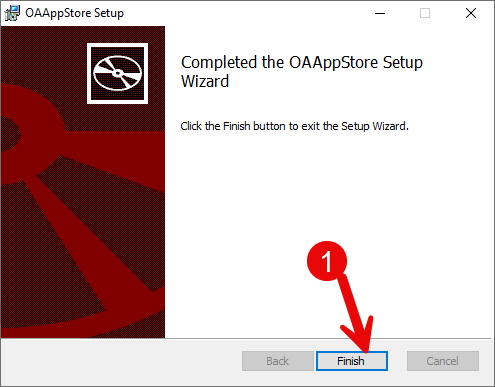 OAAppStore Setup
Completed the OAAppStore Setup
Wizard
Click the Finish button to exit the Setup Wizard.
1
Back
Finish
Cancel